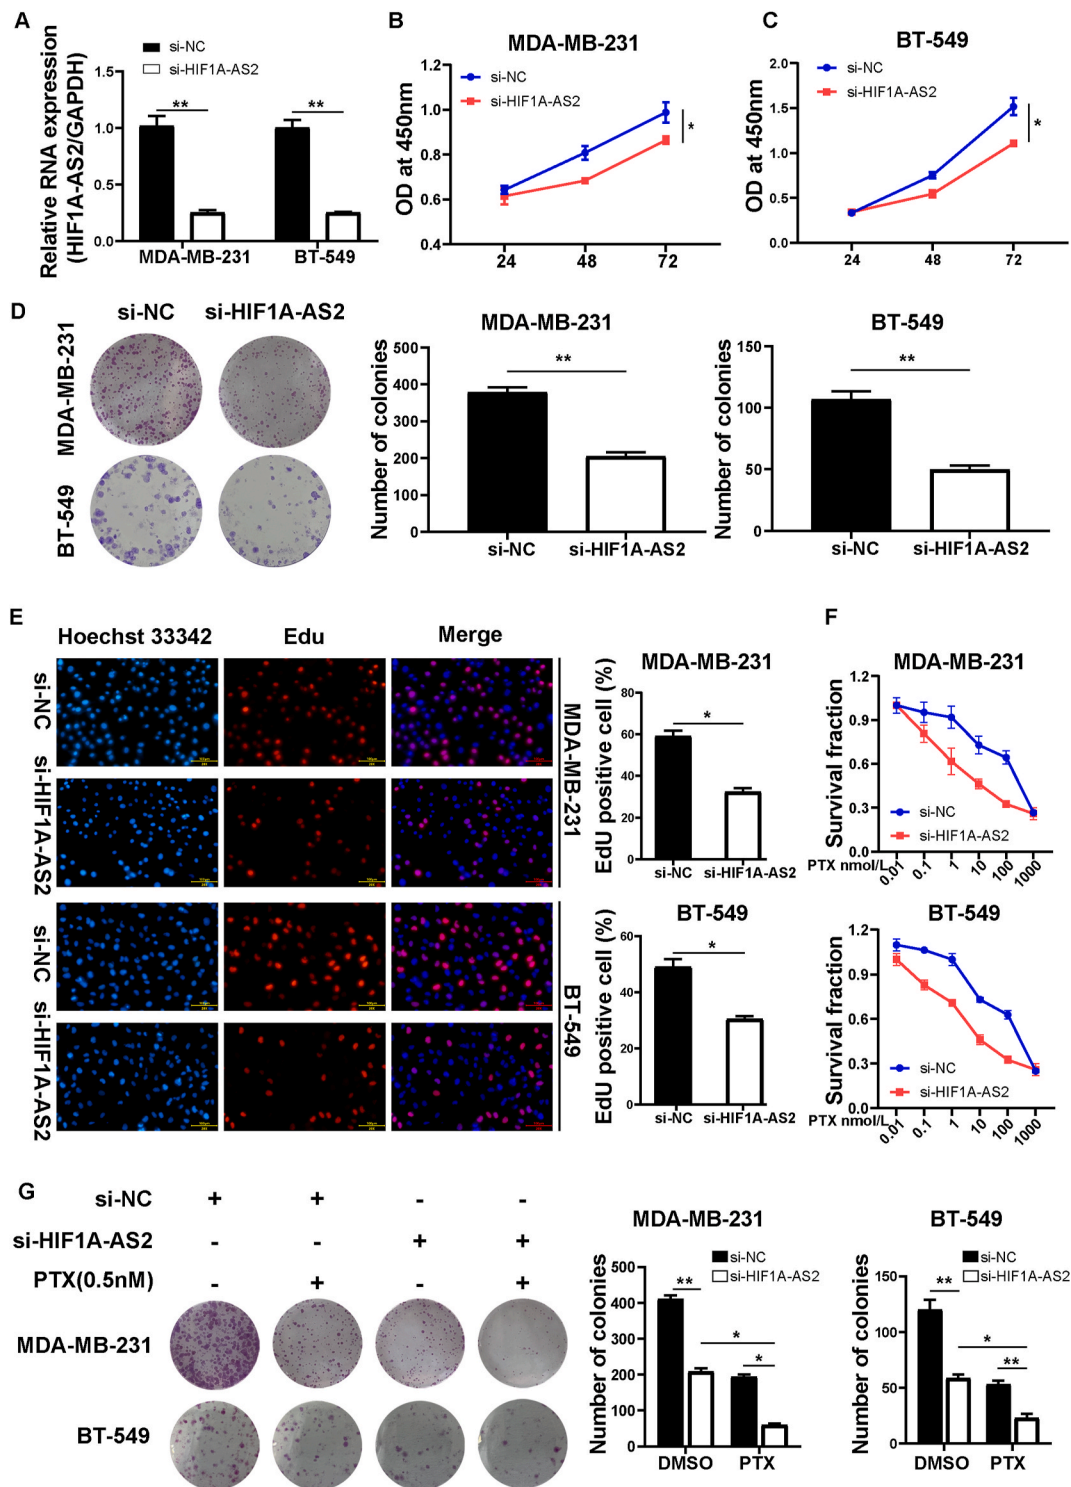 A
si-NC
si-HIF1A-AS2
Relative RNA expression
(HIF1A-AS2/GAPDH)
1.5
1.0
0.5
0.0
**
**
MDA-MB-231
BT-549
B
MDA-MB-231
si-NC
si-HIF1A-AS2
OD at 450nm
1.2
1.0
0.8
0.6
0.4
*
24
48
72
C
BT-549
si-NC
si-HIF1A-AS2
OD at 450nm
2.0
1.5
1.0
0.5
0.0
*
24
48
72
D
si-NC
si-HIF1A-AS2
MDA-MB-231
BT-549
MDA-MB-231
Number of colonies
500
400
300
200
100
0
**
si-NC
si-HIF1A-AS2
BT-549
Number of colonies
150
100
50
0
**
si-NC
si-HIF1A-AS2
E
Hoechst 33342
Edu
Merge
si-NC
si-HIF1A-AS2
si-NC
si-HIF1A-AS2
MDA-MB-231
BT-549
MDA-MB-231
EdU positive cell (%)
80
60
40
20
0
*
si-NC
si-HIF1A-AS2
BT-549
EdU positive cell (%)
60
40
20
0
*
si-NC
si-HIF1A-AS2
F
MDA-MB-231
Survival fraction
1.2
0.9
0.6
0.3
0.0
si-NC
si-HIF1A-AS2
PTX nmol/L
0.01
0.1
1
10
100
1000
BT-549
Survival fraction
1.2
0.9
0.6
0.3
0.0
si-NC
si-HIF1A-AS2
PTX nmol/L
0.01
0.1
1
10
100
1000
G
si-NC + + - -
si-HIF1A-AS2 - - + +
PTX(0.5nM) - + - +
MDA-MB-231
BT-549
MDA-MB-231
si-NC
si-HIF1A-AS2
Number of colonies
500
400
300
200
100
0
**
*
*
DMSO
PTX
BT-549
si-NC
si-HIF1A-AS2
Number of colonies
150
100
50
0
**
*
**
DMSO
PTX